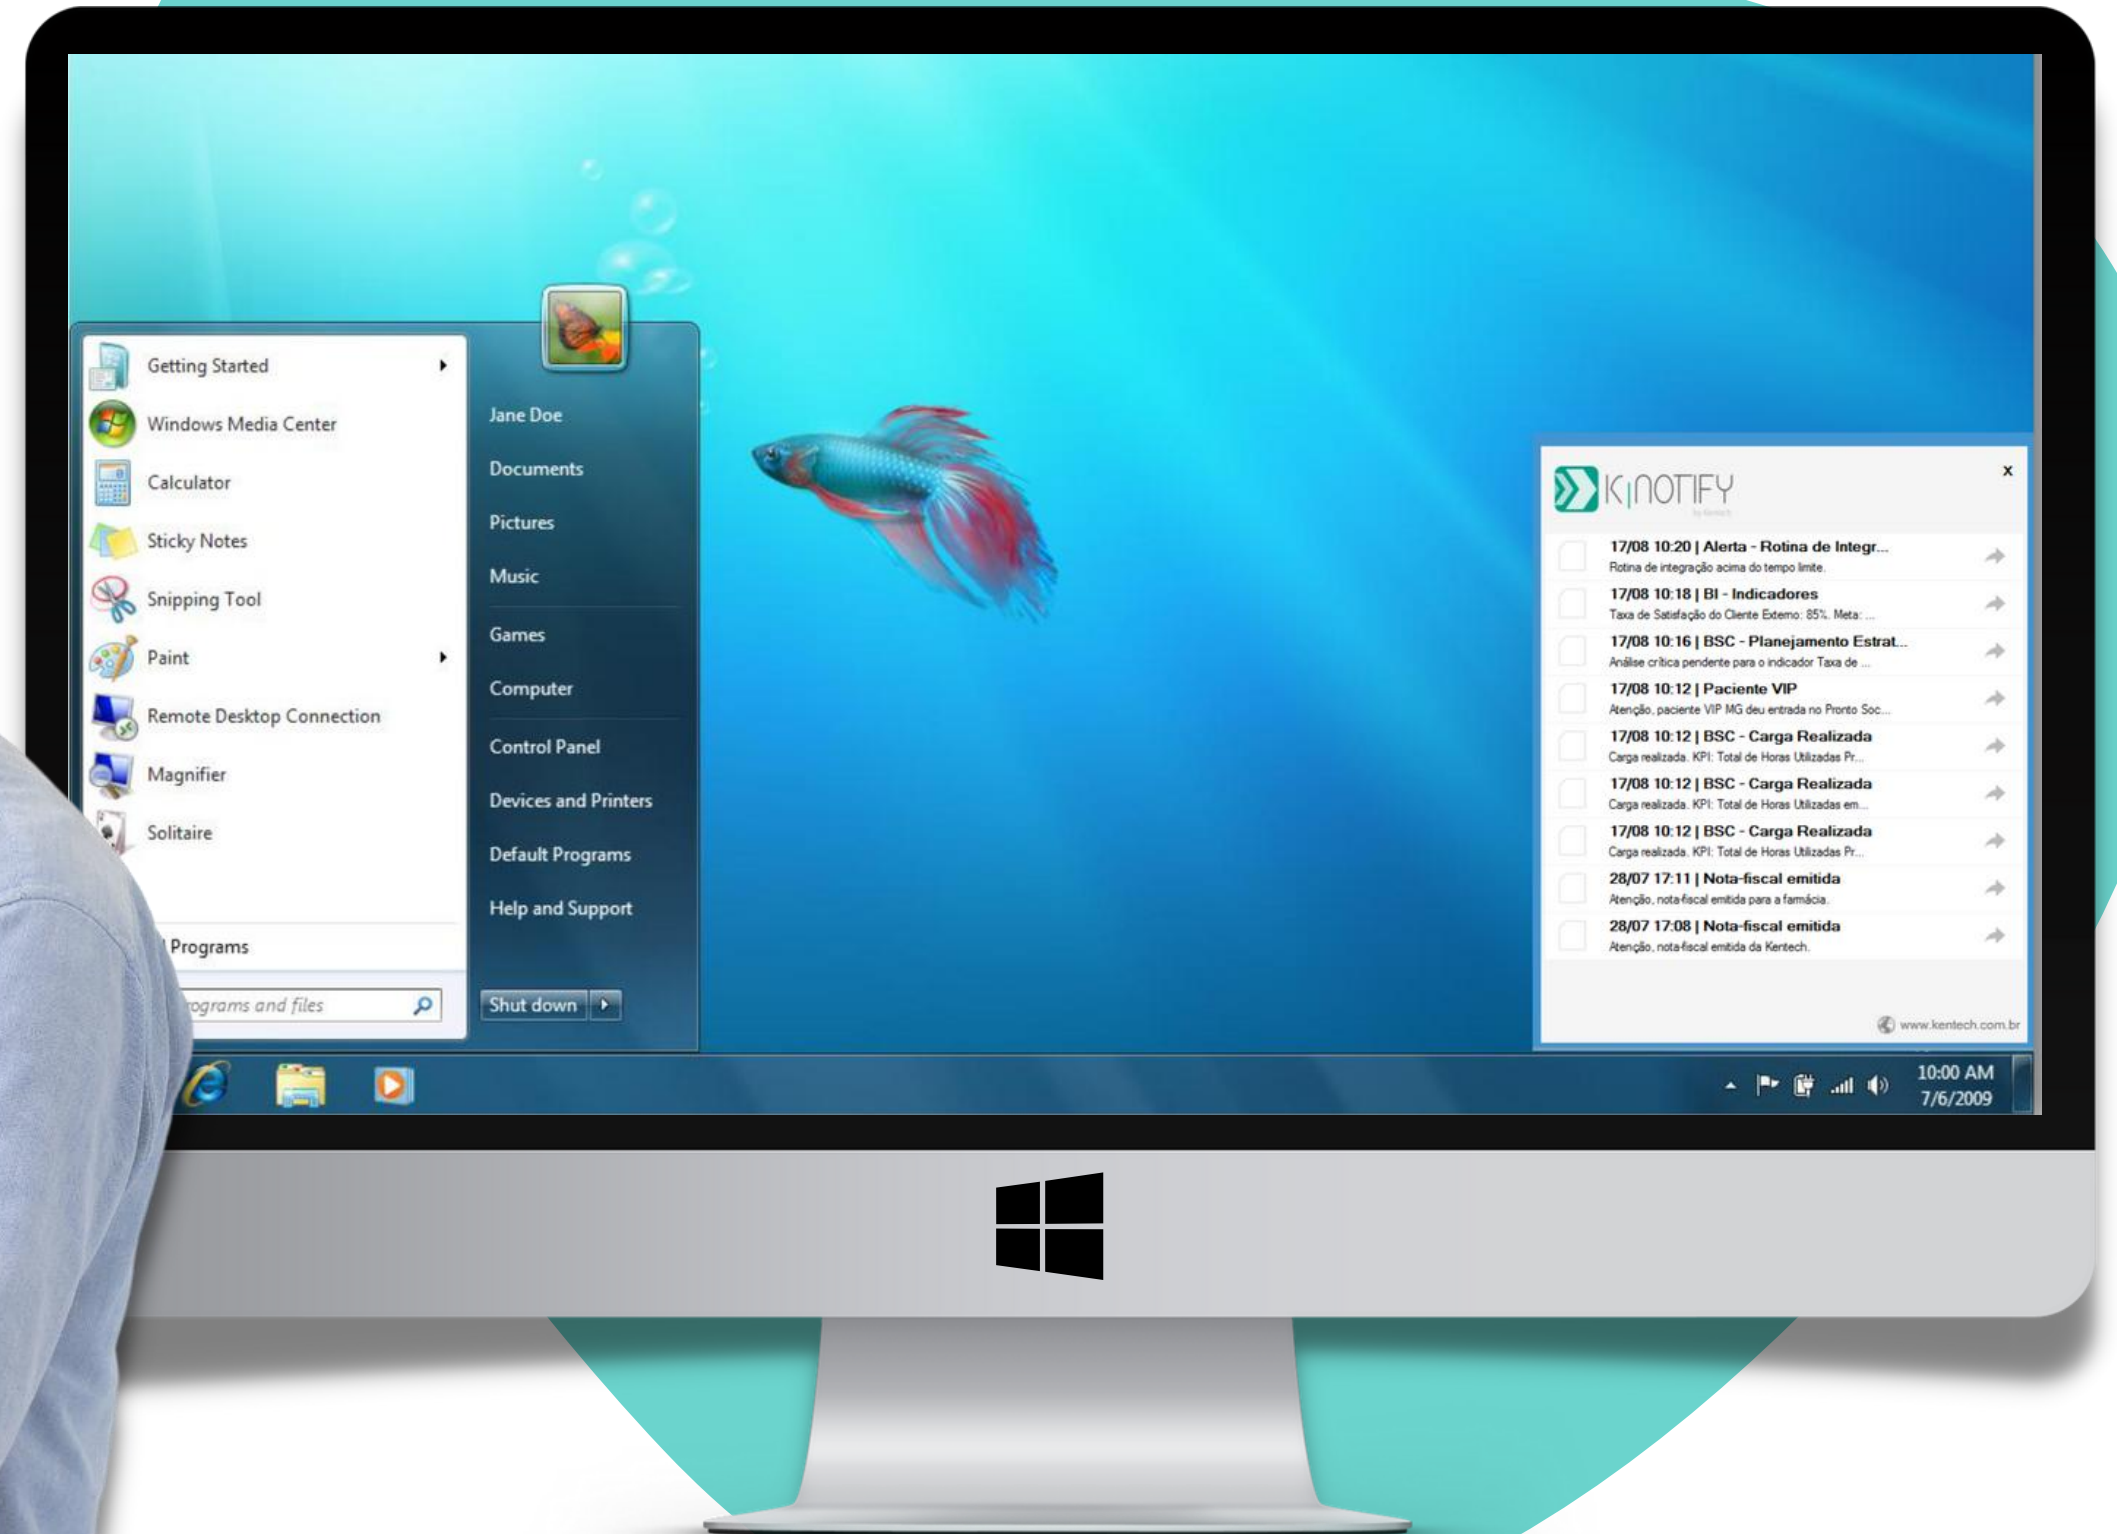 Getting Started
Windows Media Center
Calculator
Sticky Notes
Snipping Tool
Paint
Remote Desktop Connection
Magnifier
Solitaire
Programs
and files
Jane Doe
Documents
Pictures
Music
Games
Computer
Control Panel
Devices and Printers
Default Programs
Help and Support
Shut down
K|NOTIFY
by Kentech
x
17/08 10:20 | Alerta - Rotina de Integr...
Rotina de integração acima do tempo limite.
17/08 10:18 | BI - Indicadores
Taxa de Satisfação do Cliente Externo: 85%. Meta: ...
17/08 10:16 | BSC - Planejamento Estrat...
Análise crítica pendente para o indicador Taxa de ...
17/08 10:12 | Paciente VIP
Atenção, paciente VIP MG deu entrada no Pronto Soc...
17/08 10:12 | BSC - Carga Realizada
Carga realizada. KPI: Total de Horas Utilizadas Pr...
17/08 10:12 | BSC - Carga Realizada
Carga realizada. KPI: Total de Horas Utilizadas em...
17/08 10:12 | BSC - Carga Realizada
Carga realizada. KPI: Total de Horas Utilizadas Pr...
28/07 17:11 | Nota-fiscal emitida
Atenção, nota-fiscal emitida para a farmácia.
28/07 17:08 | Nota-fiscal emitida
Atenção, nota-fiscal emitida da Kentech.
www.kentech.com.br
10:00 AM
7/6/2009